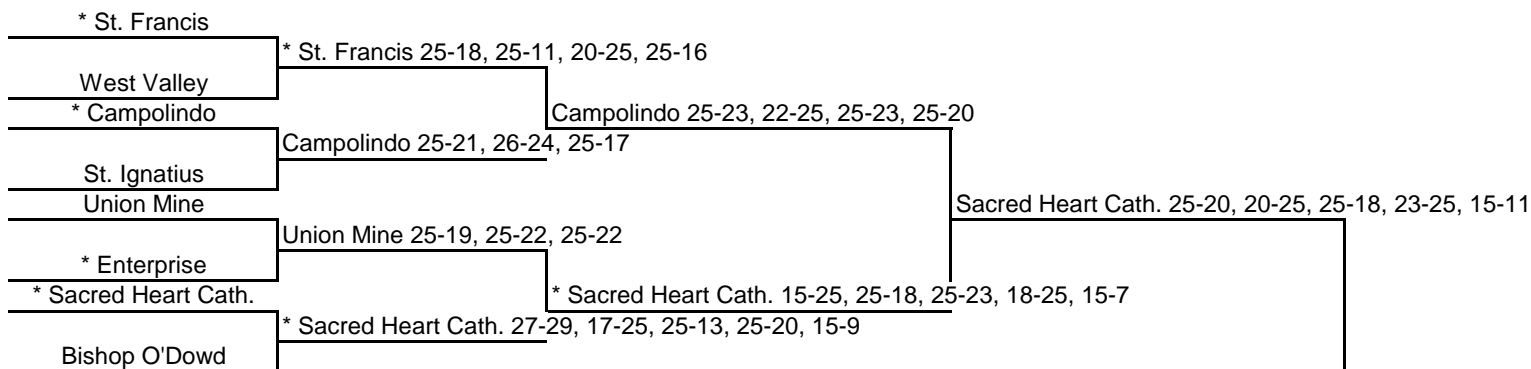 * St. Francis
* St. Francis 25-18, 25-11, 20-25, 25-16
West Valley
* Campolindo
Campolindo 25-23, 22-25, 25-23, 25-20
Campolindo 25-21, 26-24, 25-17
St. Ignatius
Union Mine
Sacred Heart Cath. 25-20, 20-25, 25-18, 23-25, 15-11
Union Mine 25-19, 25-22, 25-22
* Enterprise
* Sacred Heart Cath.
* Sacred Heart Cath. 15-25, 25-18, 25-23, 18-25, 15-7
* Sacred Heart Cath. 27-29, 17-25, 25-13, 25-20, 15-9
Bishop O'Dowd